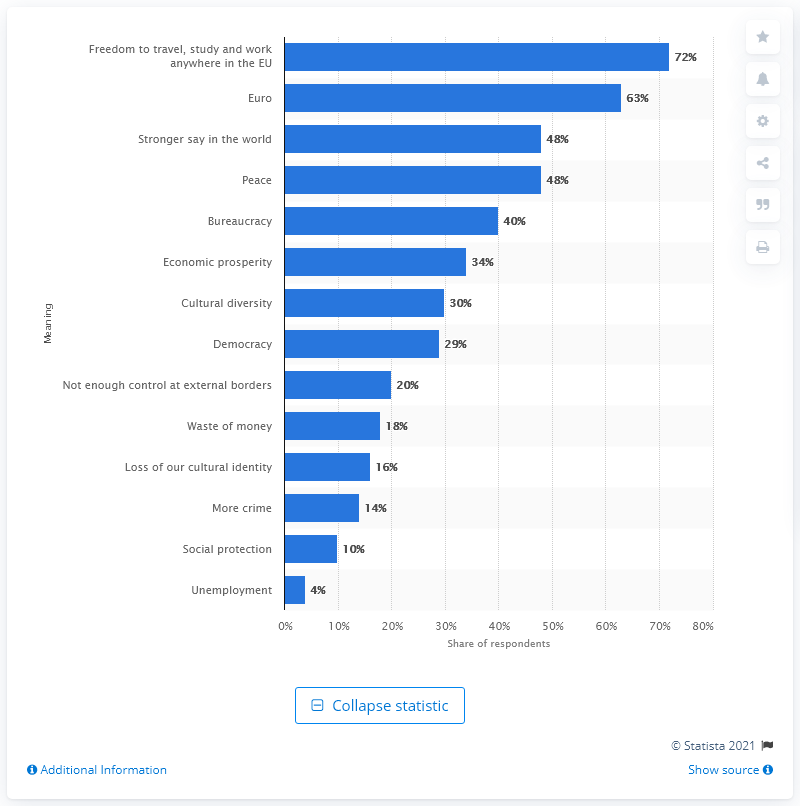 Freedom to travel, study and work
anywhere in the EU
72%
Euro
63%
Stronger say in the world
48%
Peace
48%
Bureaucracy
40%
Economic prosperity
34%
Cultural diversity
30%
Democracy
29%
Not enough control at external borders
20%
Waste of money
18%
Loss of our cultural identity
16%
More crime
14%
Social protection
10%
Unemployment
4%
Meaning
0% 10% 20% 30% 40% 50% 60% 70% 80%
Share of respondents
Collapse statistic
© Statista 2021
Additional Information
Show source